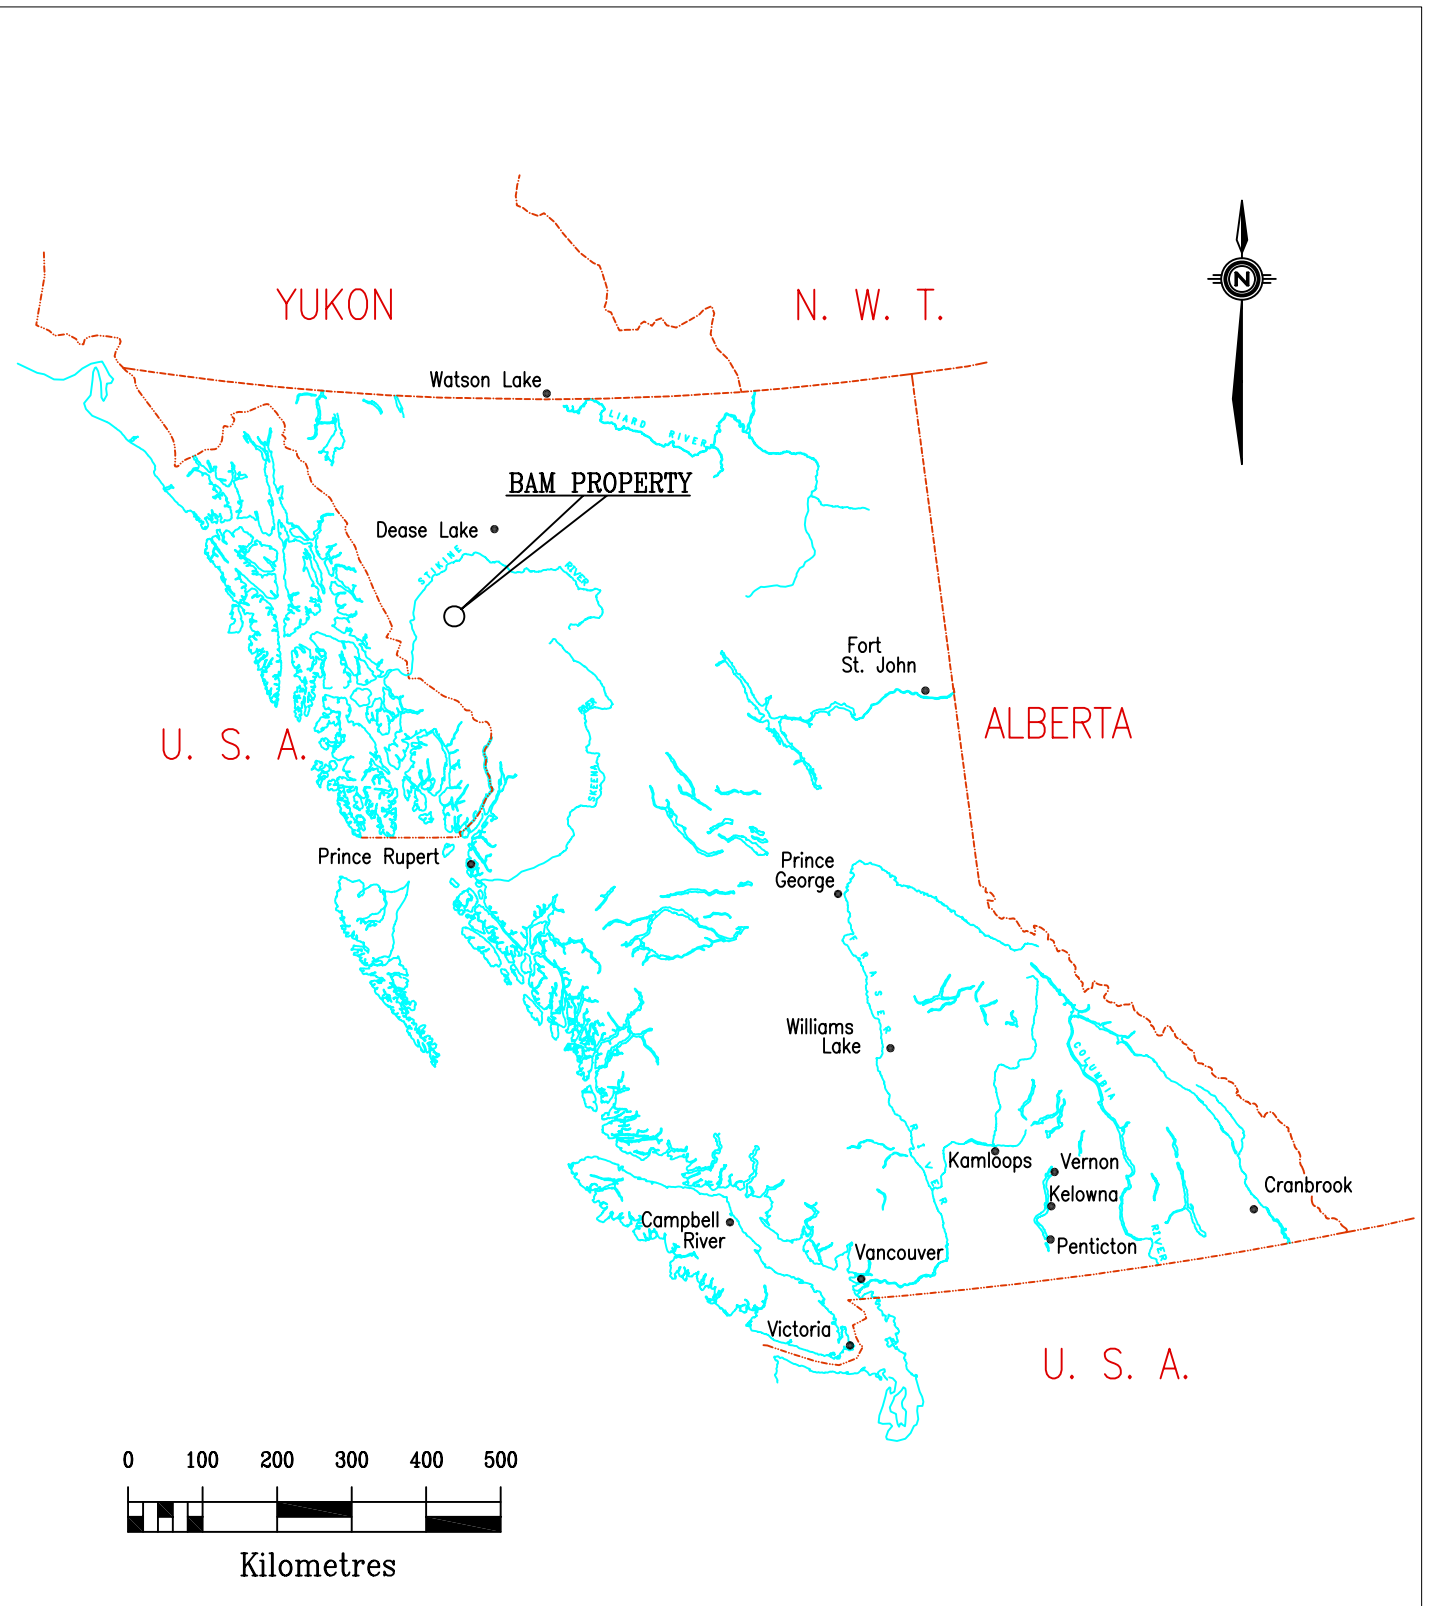 YUKON
N. W. T.
N
Watson Lake
LIARD RIVER
BAM PROPERTY
Dease Lake
STIKINE
RIVER
Fort
St. John
ALBERTA
U. S. A.
SKEENA
Prince Rupert
Prince
George
FRASER
Williams
Lake
COLUMBIA
RIVER
Kamloops
Vernon
Kelowna
Cranbrook
Campbell
River
RIVER
Penticton
Vancouver
Victoria
U. S. A.
0 100 200 300 400 500
Kilometres